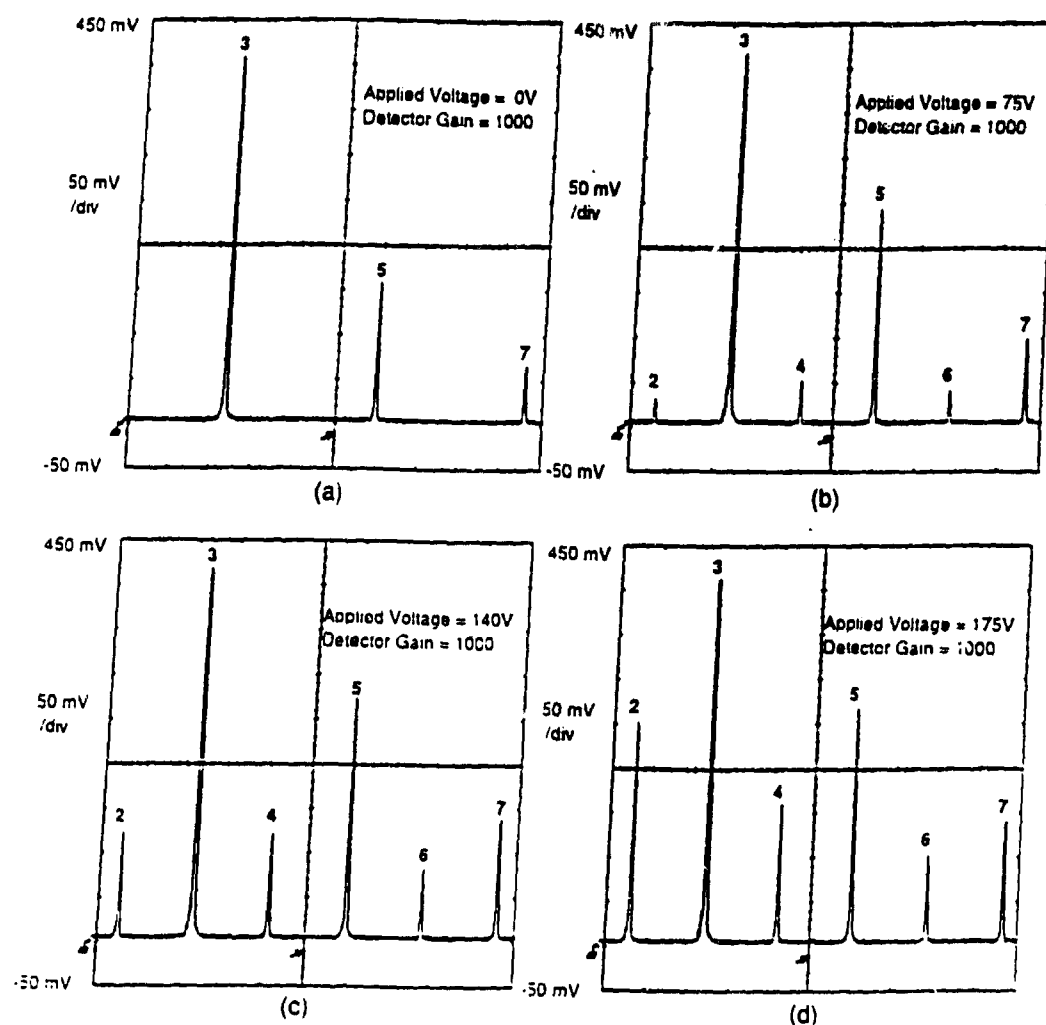 450 mV
3
Applied Voltage = 0V
Detector Gain = 1000
50 mV
/div
5
7
-50 mV
(a)
450 mV
3
Applied Voltage = 75V
Detector Gain = 1000
50 mV
/div
5
7
2
4
6
-50 mV
(b)
450 mV
3
Applied Voltage = 140V
Detector Gain = 1000
50 mV
/div
5
2
4
7
6
-50 mV
(c)
450 mV
3
Applied Voltage = 175V
Detector Gain = 1000
2
5
50 mV
/div
4
7
6
-50 mV
(d)